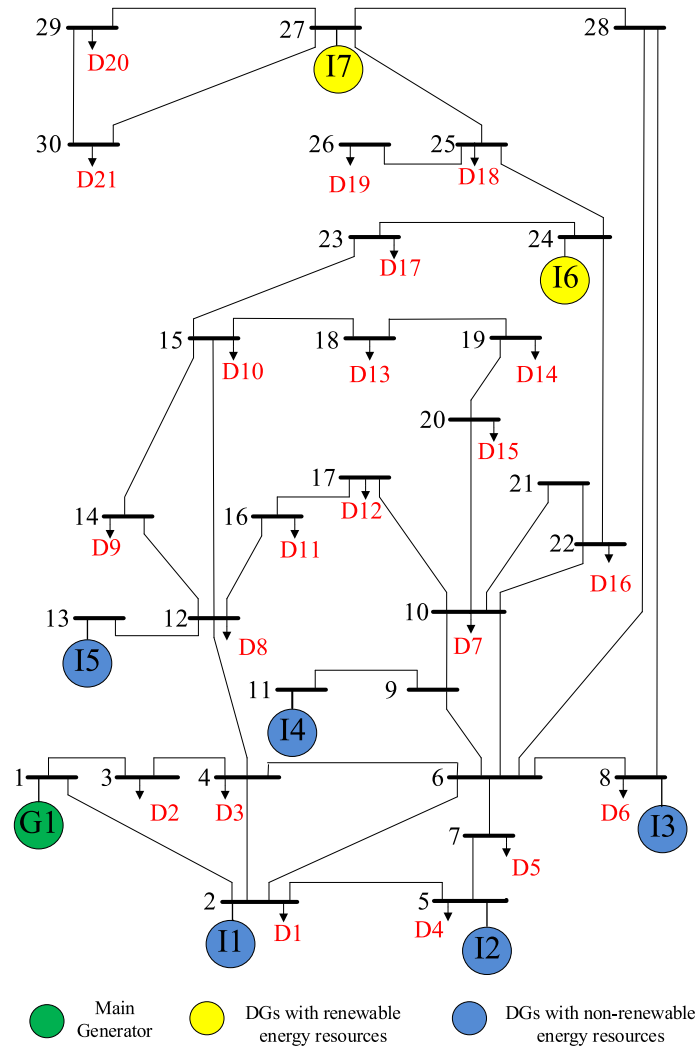 29
27
28
D20
I7
30
26
25
D21
D19
D18
23
24
D17
I6
15
18
19
D10
D13
D14
20
D15
17
21
14
16
D12
22
D9
D11
D16
13
12
10
I5
D8
D7
11
9
I4
1
3
4
6
8
G1
D2
D3
D6
I3
7
D5
2
5
I1
D1
D4
I2
Main
Generator
DGs with renewable
energy resources
DGs with non-renewable
energy resources